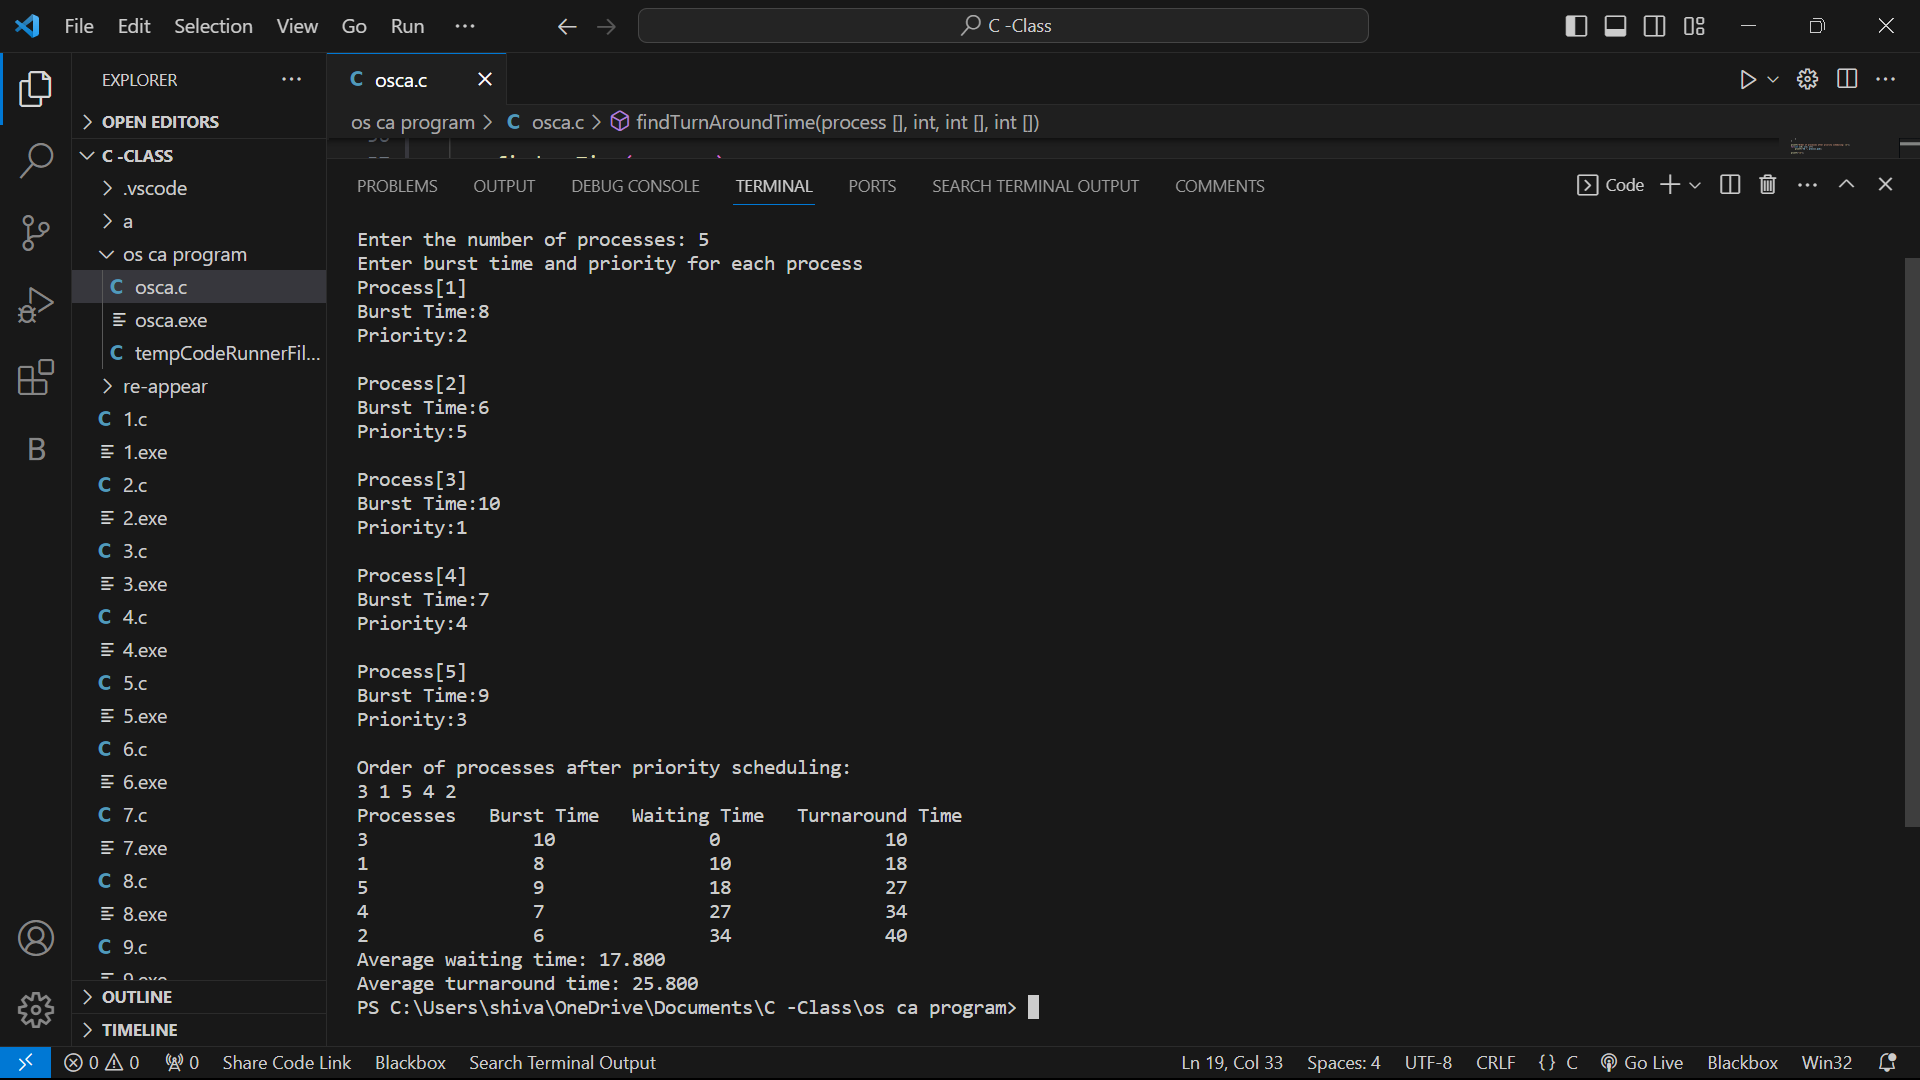 File Edit Selection View Go Run ...
C -Class
EXPLORER
OPEN EDITORS
C -CLASS
.vscode
a
os ca program
C osca.c
osca.exe
C tempCodeRunnerFil...
re-appear
C 1.c
1.exe
C 2.c
2.exe
C 3.c
3.exe
C 4.c
4.exe
C 5.c
5.exe
C 6.c
6.exe
C 7.c
7.exe
C 8.c
8.exe
C 9.c
9.exe
OUTLINE
TIMELINE
B
C osca.c
os ca program > C osca.c > findTurnAroundTime(process [], int, int [], int [])
PROBLEMS OUTPUT DEBUG CONSOLE TERMINAL PORTS SEARCH TERMINAL OUTPUT COMMENTS
Code
Enter the number of processes: 5
Enter burst time and priority for each process
Process[1]
Burst Time:8
Priority:2
Process[2]
Burst Time:6
Priority:5
Process[3]
Burst Time:10
Priority:1
Process[4]
Burst Time:7
Priority:4
Process[5]
Burst Time:9
Priority:3
Order of processes after priority scheduling:
3 1 5 4 2
Processes Burst Time Waiting Time Turnaround Time
3 10 0 10
1 8 10 18
5 9 18 27
4 7 27 34
2 6 34 40
Average waiting time: 17.800
Average turnaround time: 25.800
PS C:\Users\shiva\OneDrive\Documents\C -Class\os ca program>
0 0 0 Share Code Link Blackbox Search Terminal Output
Ln 19, Col 33 Spaces: 4 UTF-8 CRLF {} C Go Live Blackbox Win32